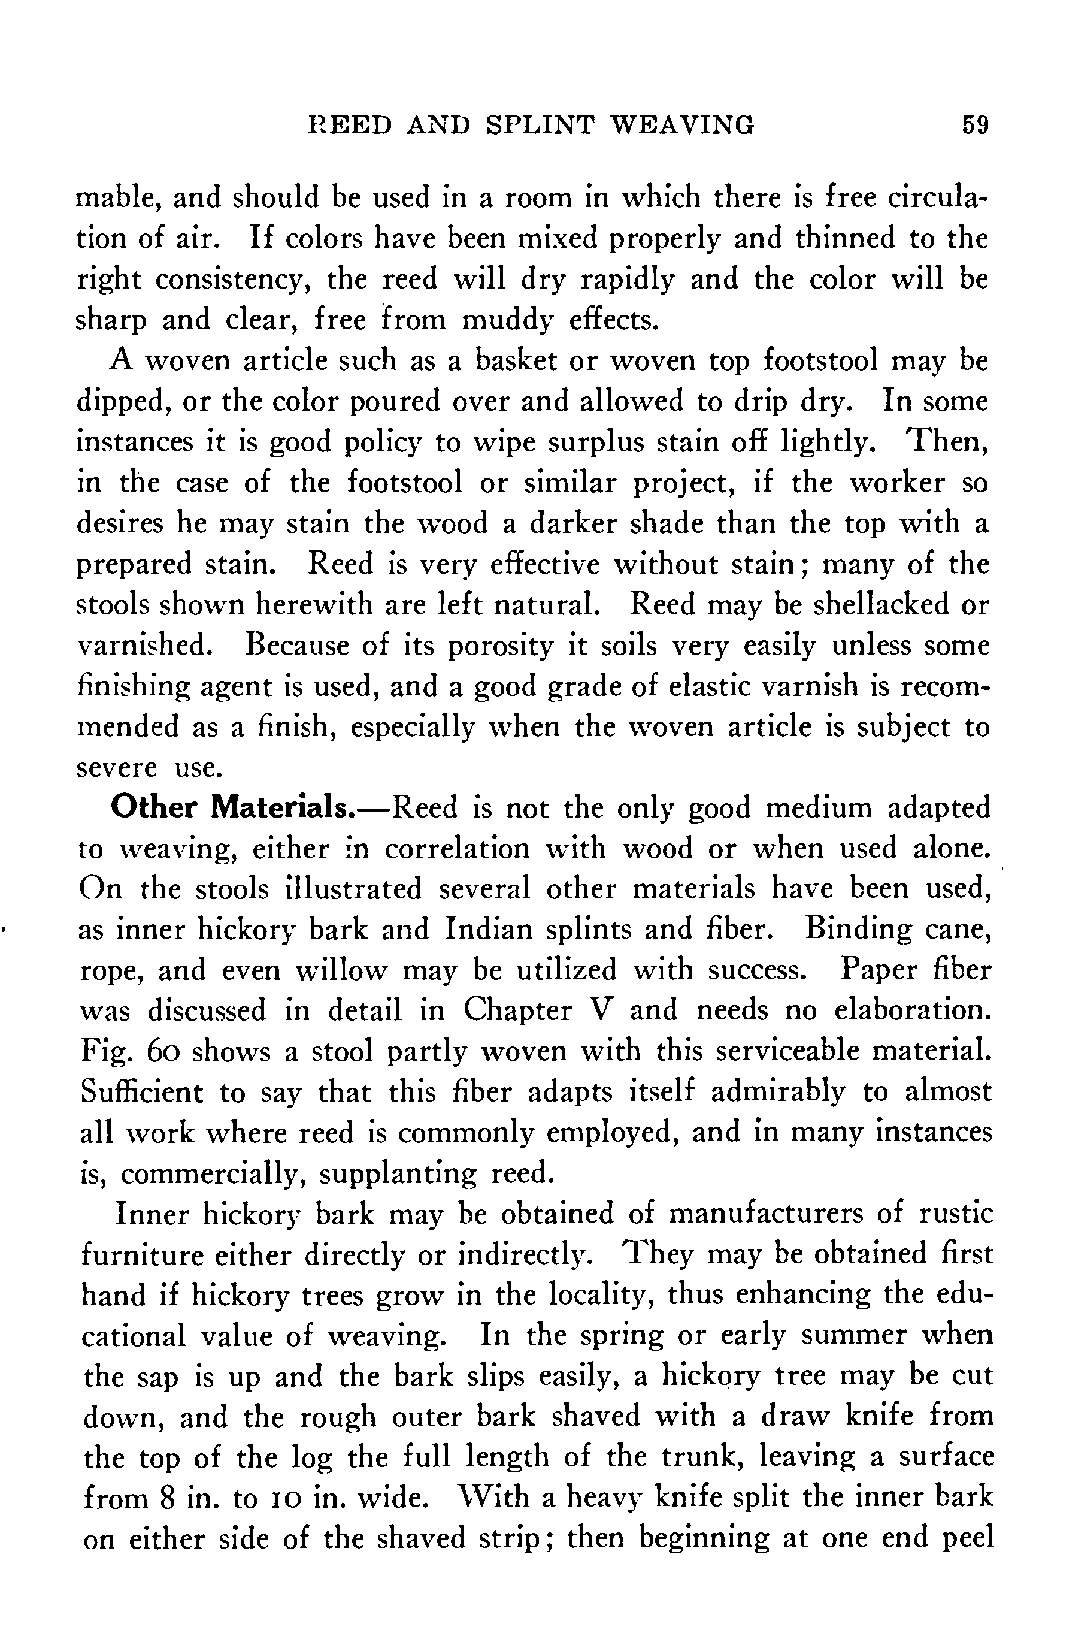 REED AND SPLINT WEAVING 59
mable, and should be used in a room in which there is free circula-
tion of air. If colors have been mixed properly and thinned to the
right consistency, the reed will dry rapidly and the color will be
sharp and clear, free from muddy effects.
A woven article such as a basket or woven top footstool may be
dipped, or the color poured over and allowed to drip dry. In some
instances it is good policy to wipe surplus stain off lightly. Then,
in the case of the footstool or similar project, if the worker so
desires he may stain the wood a darker shade than the top with a
prepared stain. Reed is very effective without stain; many of the
stools shown herewith are left natural. Reed may be shellacked or
varnished. Because of its porosity it soils very easily unless some
finishing agent is used, and a good grade of elastic varnish is recom-
mended as a finish, especially when the woven article is subject to
severe use.
Other Materials.—Reed is not the only good medium adapted
to weaving, either in correlation with wood or when used alone.
On the stools illustrated several other materials have been used,
as inner hickory bark and Indian splints and fiber. Binding cane,
rope, and even willow may be utilized with success. Paper fiber
was discussed in detail in Chapter V and needs no elaboration.
Fig. 60 shows a stool partly woven with this serviceable material.
Sufficient to say that this fiber adapts itself admirably to almost
all work where reed is commonly employed, and in many instances
is, commercially, supplanting reed.
Inner hickory bark may be obtained of manufacturers of rustic
furniture either directly or indirectly. They may be obtained first
hand if hickory trees grow in the locality, thus enhancing the edu-
cational value of weaving. In the spring or early summer when
the sap is up and the bark slips easily, a hickory tree may be cut
down, and the rough outer bark shaved with a draw knife from
the top of the log the full length of the trunk, leaving a surface
from 8 in. to 10 in. wide. With a heavy knife split the inner bark
on either side of the shaved strip; then beginning at one end peel